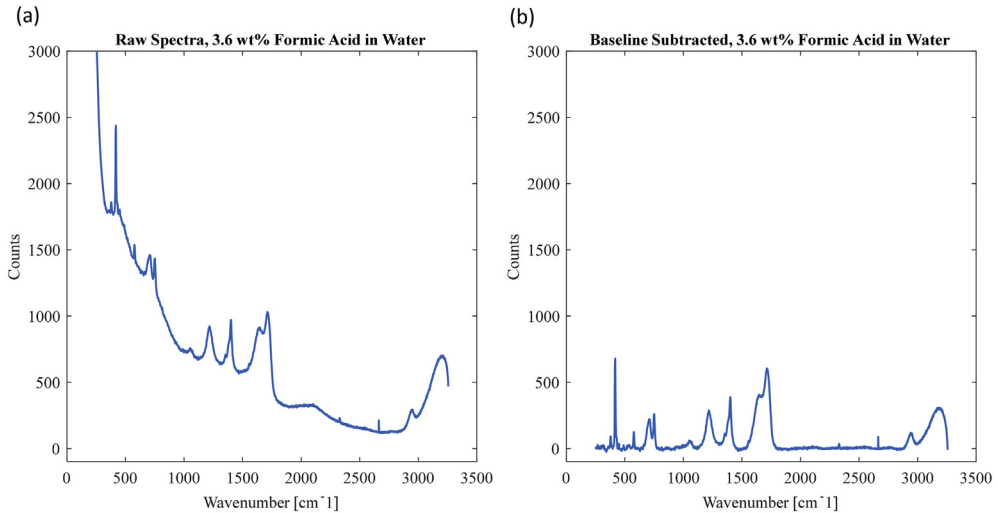 (a)
Raw Spectra, 3.6 wt% Formic Acid in Water
3000
2500
2000
1500
1000
500
0
Counts
0 500 1000 1500 2000 2500 3000 3500
Wavenumber [cm⁻1]
(b)
Baseline Subtracted, 3.6 wt% Formic Acid in Water
3000
2500
2000
1500
1000
500
0
Counts
0 500 1000 1500 2000 2500 3000 3500
Wavenumber [cm⁻1]